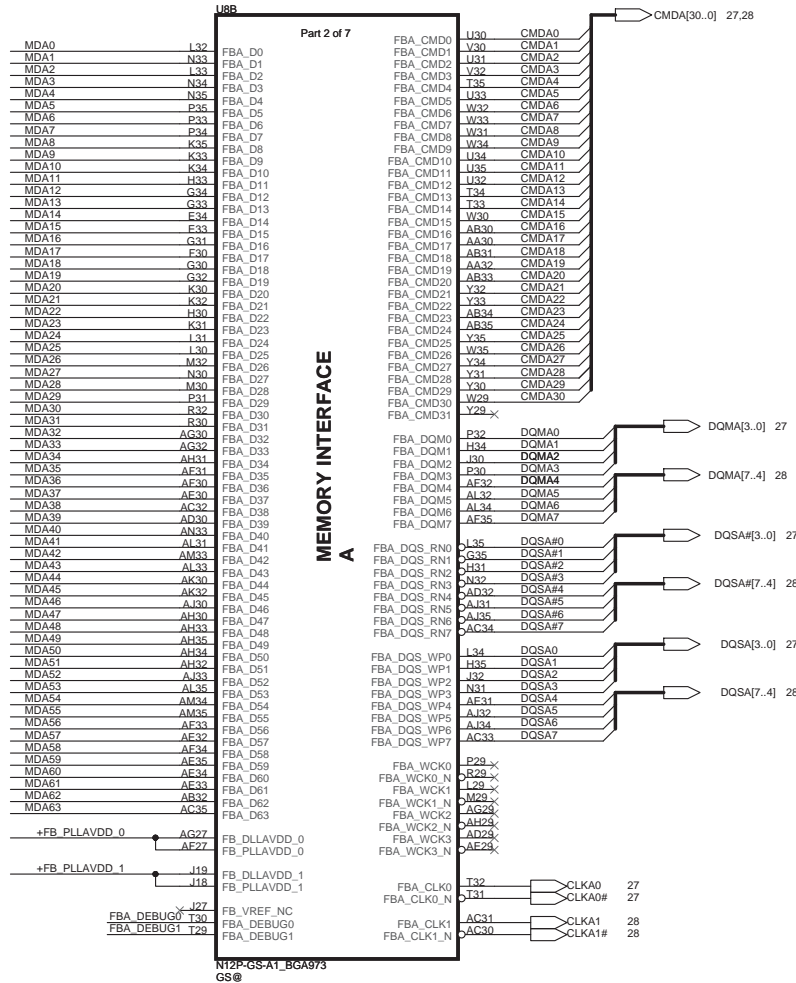 U8B
Part 2 of 7
MDA0 L32 FBA_D0
MDA1 N33 FBA_D1
MDA2 L33 FBA_D2
MDA3 N34 FBA_D3
MDA4 N35 FBA_D4
MDA5 P35 FBA_D5
MDA6 P33 FBA_D6
MDA7 P34 FBA_D7
MDA8 K35 FBA_D8
MDA9 K33 FBA_D9
MDA10 K34 FBA_D10
MDA11 H33 FBA_D11
MDA12 G34 FBA_D12
MDA13 G33 FBA_D13
MDA14 E34 FBA_D14
MDA15 E33 FBA_D15
MDA16 G31 FBA_D16
MDA17 F30 FBA_D17
MDA18 G30 FBA_D18
MDA19 G32 FBA_D19
MDA20 K30 FBA_D20
MDA21 K32 FBA_D21
MDA22 H30 FBA_D22
MDA23 K31 FBA_D23
MDA24 L31 FBA_D24
MDA25 L30 FBA_D25
MDA26 M32 FBA_D26
MDA27 N30 FBA_D27
MDA28 M30 FBA_D28
MDA29 P31 FBA_D29
MDA30 R32 FBA_D30
MDA31 R30 FBA_D31
MDA32 AG30 FBA_D32
MDA33 AG32 FBA_D33
MDA34 AH31 FBA_D34
MDA35 AF31 FBA_D35
MDA36 AF30 FBA_D36
MDA37 AE30 FBA_D37
MDA38 AC32 FBA_D38
MDA39 AD30 FBA_D39
MDA40 AN33 FBA_D40
MDA41 AL31 FBA_D41
MDA42 AM33 FBA_D42
MDA43 AL33 FBA_D43
MDA44 AK30 FBA_D44
MDA45 AK32 FBA_D45
MDA46 AJ30 FBA_D46
MDA47 AH30 FBA_D47
MDA48 AH33 FBA_D48
MDA49 AH35 FBA_D49
MDA50 AH34 FBA_D50
MDA51 AH32 FBA_D51
MDA52 AJ33 FBA_D52
MDA53 AL35 FBA_D53
MDA54 AM34 FBA_D54
MDA55 AM35 FBA_D55
MDA56 AF33 FBA_D56
MDA57 AE32 FBA_D57
MDA58 AF34 FBA_D58
MDA59 AE35 FBA_D59
MDA60 AE34 FBA_D60
MDA61 AE33 FBA_D61
MDA62 AB32 FBA_D62
MDA63 AC35 FBA_D63
+FB_PLLAVDD_0 AG27 FB_DLLAVDD_0
AF27 FB_PLLAVDD_0
+FB_PLLAVDD_1 J19 FB_DLLAVDD_1
J18 FB_PLLAVDD_1
J27 FB_VREF_NC
FBA_DEBUG0 T30 FBA_DEBUG0
FBA_DEBUG1 T29 FBA_DEBUG1
MEMORY INTERFACE
A
FBA_CMD0 U30 CMDA0
FBA_CMD1 V30 CMDA1
FBA_CMD2 U31 CMDA2
FBA_CMD3 V32 CMDA3
FBA_CMD4 T35 CMDA4
FBA_CMD5 U33 CMDA5
FBA_CMD6 W32 CMDA6
FBA_CMD7 W33 CMDA7
FBA_CMD8 W31 CMDA8
FBA_CMD9 W34 CMDA9
FBA_CMD10 U34 CMDA10
FBA_CMD11 U35 CMDA11
FBA_CMD12 U32 CMDA12
FBA_CMD13 T34 CMDA13
FBA_CMD14 T33 CMDA14
FBA_CMD15 W30 CMDA15
FBA_CMD16 AB30 CMDA16
FBA_CMD17 AA30 CMDA17
FBA_CMD18 AB31 CMDA18
FBA_CMD19 AA32 CMDA19
FBA_CMD20 AB33 CMDA20
FBA_CMD21 Y32 CMDA21
FBA_CMD22 Y33 CMDA22
FBA_CMD23 AB34 CMDA23
FBA_CMD24 AB35 CMDA24
FBA_CMD25 Y35 CMDA25
FBA_CMD26 W35 CMDA26
FBA_CMD27 Y34 CMDA27
FBA_CMD28 Y31 CMDA28
FBA_CMD29 Y30 CMDA29
FBA_CMD30 W29 CMDA30
FBA_CMD31 Y29
CMDA[30..0] 27,28
FBA_DQM0 P32 DQMA0
FBA_DQM1 H34 DQMA1
FBA_DQM2 J30 DQMA2
FBA_DQM3 P30 DQMA3
FBA_DQM4 AF32 DQMA4
FBA_DQM5 AL32 DQMA5
FBA_DQM6 AL34 DQMA6
FBA_DQM7 AF35 DQMA7
DQMA[3..0] 27
DQMA[7..4] 28
FBA_DQS_RN0 L35 DQSA#0
FBA_DQS_RN1 G35 DQSA#1
FBA_DQS_RN2 H31 DQSA#2
FBA_DQS_RN3 N32 DQSA#3
FBA_DQS_RN4 AD32 DQSA#4
FBA_DQS_RN5 AJ31 DQSA#5
FBA_DQS_RN6 AJ35 DQSA#6
FBA_DQS_RN7 AC34 DQSA#7
DQSA#[3..0] 27
DQSA#[7..4] 28
FBA_DQS_WP0 L34 DQSA0
FBA_DQS_WP1 H35 DQSA1
FBA_DQS_WP2 J32 DQSA2
FBA_DQS_WP3 N31 DQSA3
FBA_DQS_WP4 AE31 DQSA4
FBA_DQS_WP5 AJ32 DQSA5
FBA_DQS_WP6 AJ34 DQSA6
FBA_DQS_WP7 AC33 DQSA7
DQSA[3..0] 27
DQSA[7..4] 28
FBA_WCK0 P29
FBA_WCK0_N R29
FBA_WCK1 L29
FBA_WCK1_N M29
FBA_WCK2 AG29
FBA_WCK2_N AH29
FBA_WCK3 AD29
FBA_WCK3_N AE29
FBA_CLK0 T32 CLKA0 27
FBA_CLK0_N T31 CLKA0# 27
FBA_CLK1 AC31 CLKA1 28
FBA_CLK1_N AC30 CLKA1# 28
N12P-GS-A1_BGA973
GS@